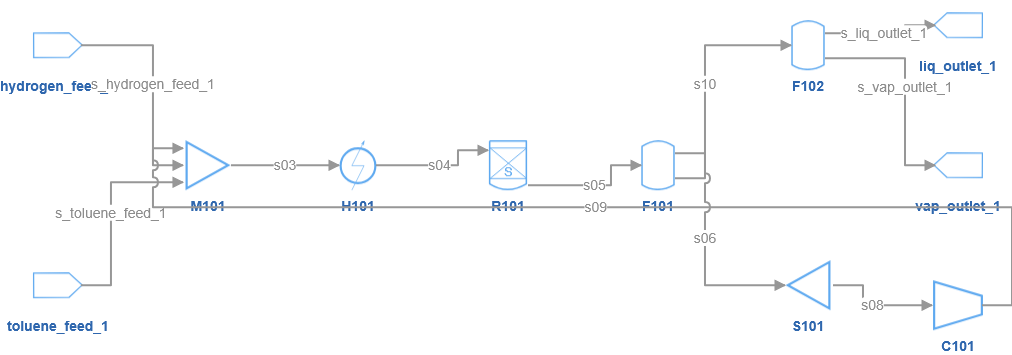 s_liq_outlet_1
liq_outlet_1
hydrogen_fee
s_hydrogen_feed_1
s10
F102
s_vap_outlet_1
s03
s04
S
s05
M101
H101
R101
s09
F101
vap_outlet_1
s_toluene_feed_1
s06
s08
toluene_feed_1
S101
C101